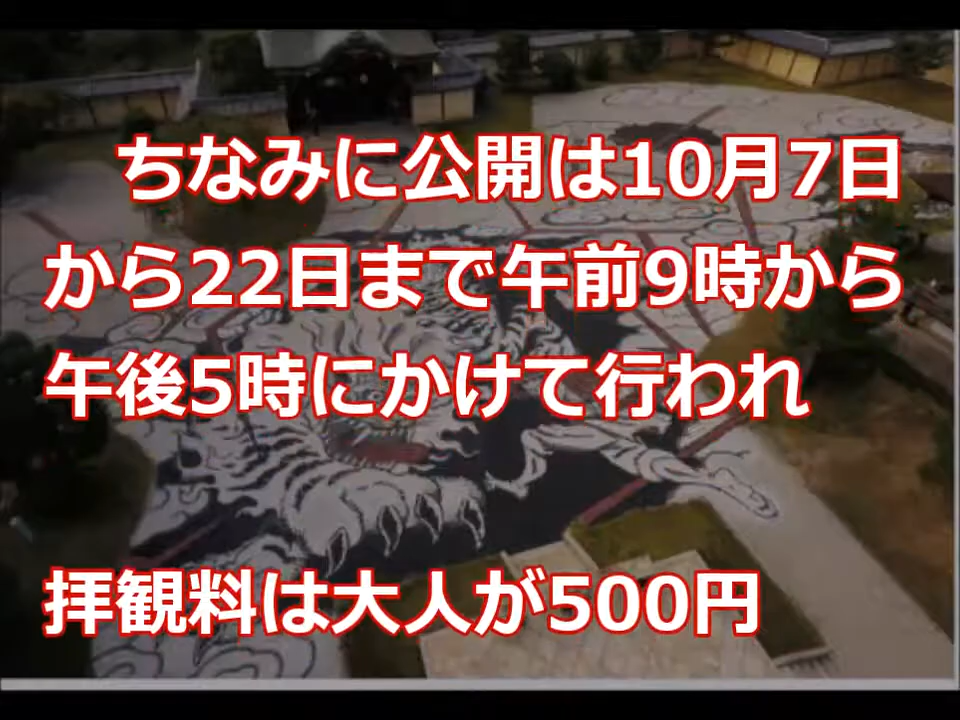 ちなみに公開は10月7日
から22日まで午前9時から
午後5時にかけて行われ
拝観料は大人が500円